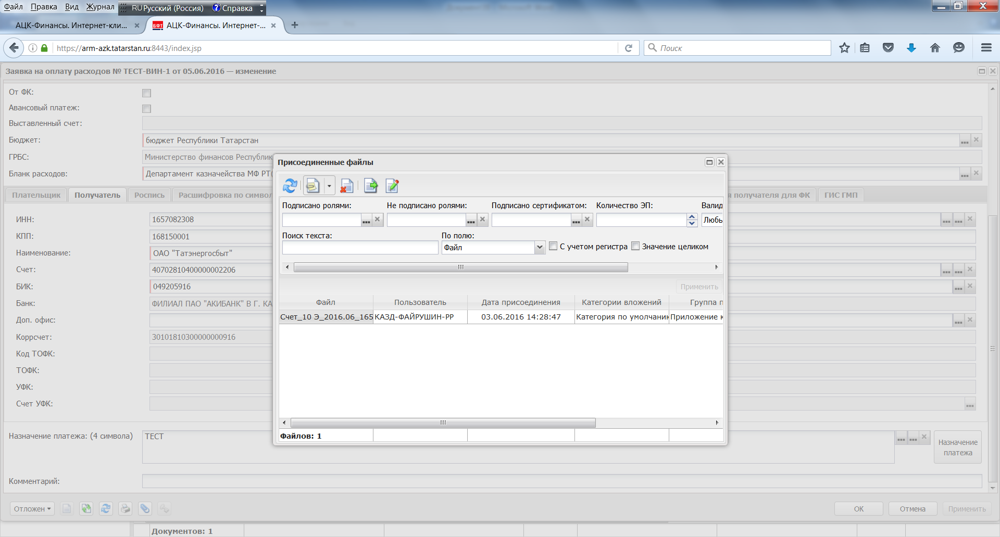 Файл Правка Вид Журнал RU Русский (Россия) Справка
АЦК-Финансы. Интернет-кли... БФТ АЦК-Финансы. Интернет-...
https://arm-azk.tatarstan.ru:8443/index.jsp Поиск
Заявка на оплату расходов № ТЕСТ-ВИН-1 от 05.06.2016 — изменение
От ФК:
Авансовый платеж:
Выставленный счет:
Бюджет: бюджет Республики Татарстан
ГРБС: Министерство финансов Республик
Бланк расходов: Департамент казначейства МФ РТ(
Плательщик Получатель Роспись Расшифровка по символ я получателя для ФК ГИС ГМП
ИНН: 1657082308
КПП: 168150001
Наименование: ОАО "Татэнергосбыт"
Счет: 40702810400000002206
БИК: 049205916
Банк: ФИЛИАЛ ПАО "АКИБАНК" В Г. КА
Доп. офис:
Коррсчет: 30101810300000000916
Код ТОФК:
ТОФК:
УФК:
Счет УФК:
Назначение платежа: (4 символа) ТЕСТ
Назначение
платежа
Комментарий:
Отложен ОК Отмена Применить
Документов: 1
Присоединенные файлы
Подписано ролями: Не подписано ролями: Подписано сертификатом: Количество ЭП: Валид
Любь
Поиск текста: По полю:
Файл С учетом регистра Значение целиком
Применить
Файл Пользователь Дата присоединения Категории вложений Группа п
Счет_10 Э_2016.06_165 КАЗД-ФАЙРУШИН-РР 03.06.2016 14:28:47 Категория по умолчани Приложение к
Файлов: 1